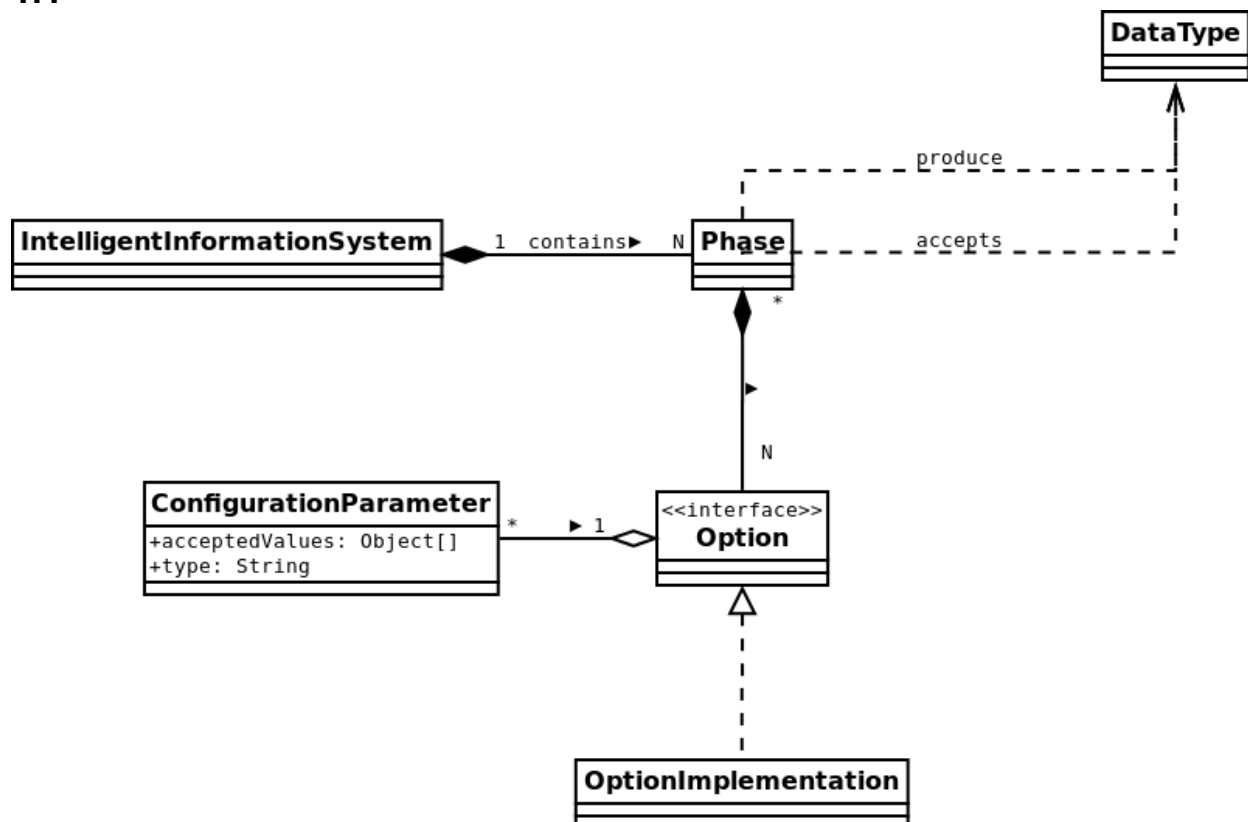 DataType
produce
IntelligentInformationSystem
1 contains▶ N
Phase
accepts
*
▶
N
ConfigurationParameter
+acceptedValues: Object[]
+type: String
* ▶ 1
<<interface>>
Option
OptionImplementation